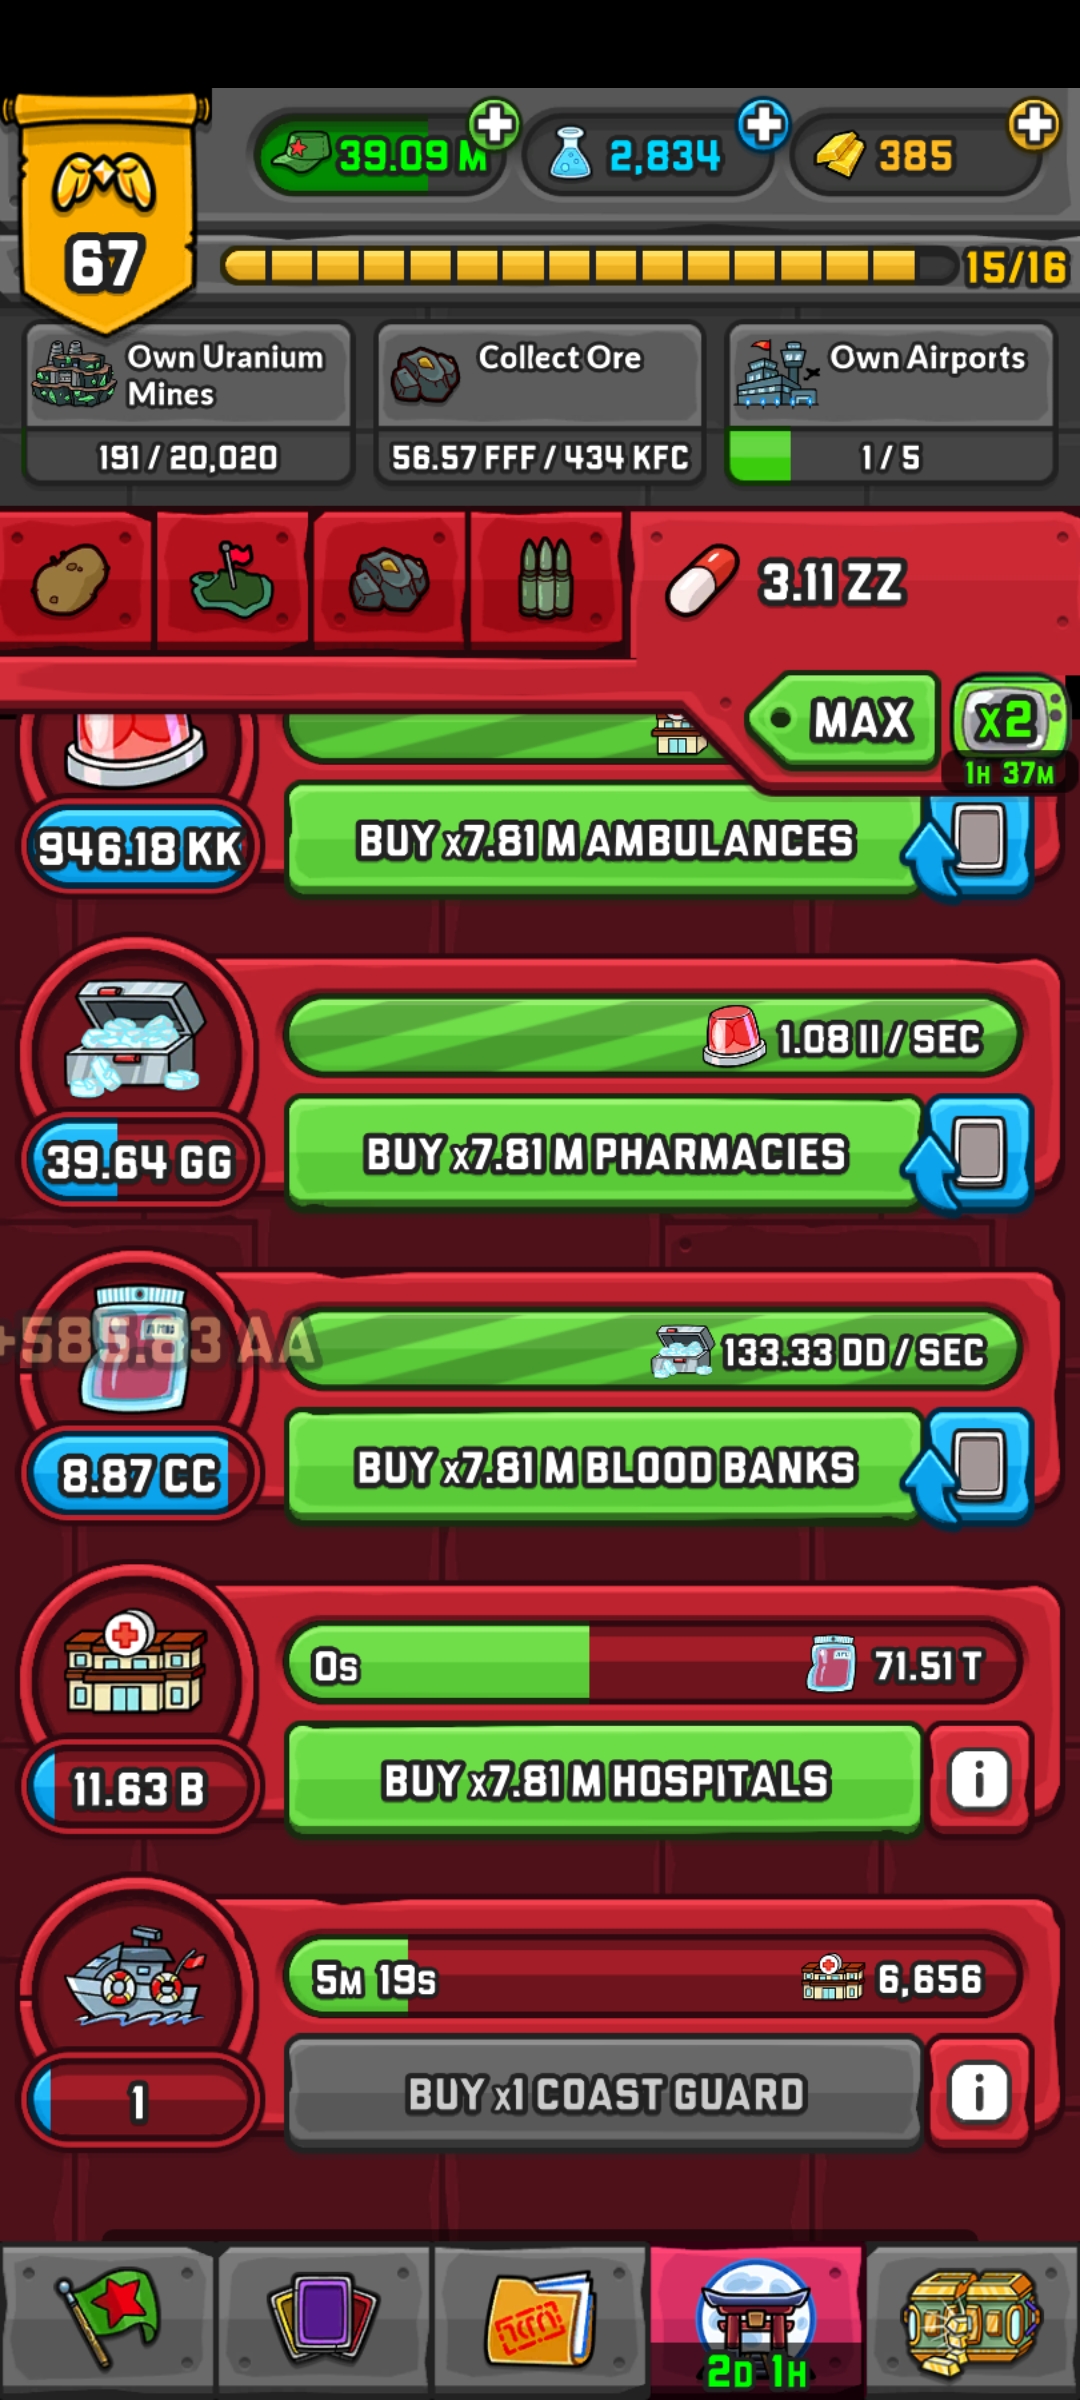 39.09 M
2,834
385
67
15/16
Own Uranium
Mines
191 / 20,020
Collect Ore
56.57 FFF / 434 KFC
Own Airports
1 / 5
3.11 ZZ
MAX
x2
1H 37M
946.18 KK
BUY x7.81 M AMBULANCES
1.08 II / SEC
39.64 GG
BUY x7.81 M PHARMACIES
133.33 DD / SEC
8.87 CC
BUY x7.81 M BLOOD BANKS
0s
71.51 T
11.63 B
BUY x7.81 M HOSPITALS
i
5M 19s
6,656
1
BUY x1 COAST GUARD
i
2D 1H